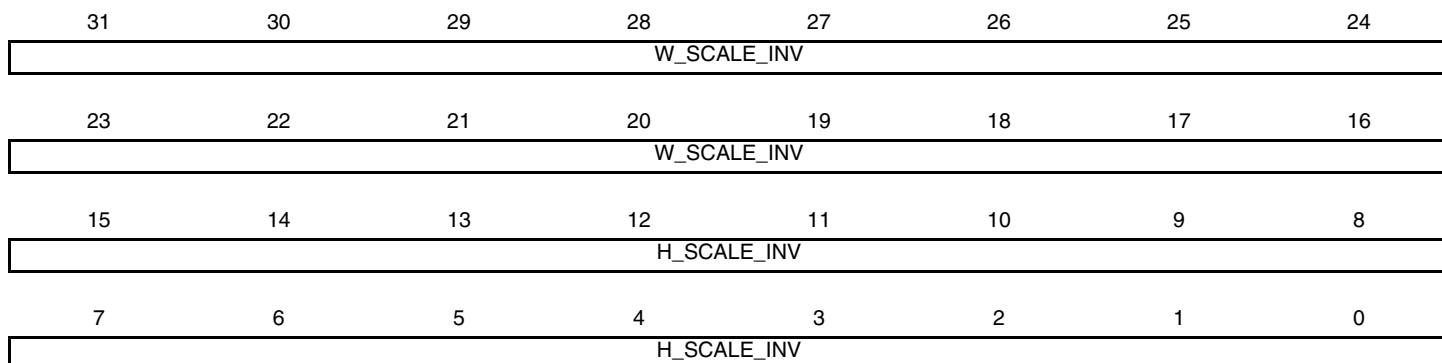 31 30 29 28 27 26 25 24
W_SCALE_INV
23 22 21 20 19 18 17 16
W_SCALE_INV
15 14 13 12 11 10 9 8
H_SCALE_INV
7 6 5 4 3 2 1 0
H_SCALE_INV